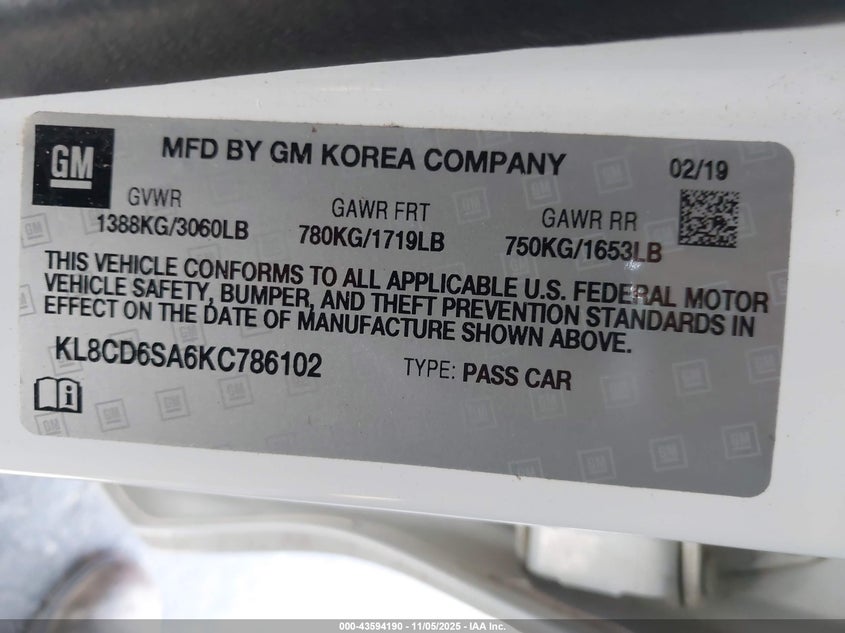 GM
MFD BY GM KOREA COMPANY
02/19
GVWR
1388KG/3060LB
GAWR FRT
780KG/1719LB
GAWR RR
750KG/1653LB
THIS VEHICLE CONFORMS TO ALL APPLICABLE U.S. FEDERAL MOTOR
VEHICLE SAFETY, BUMPER, AND THEFT PREVENTION STANDARDS IN
EFFECT ON THE DATE OF MANUFACTURE SHOWN ABOVE.
KL8CD6SA6KC786102
TYPE: PASS CAR
000-43594190 - 11/05/2025 - IAA Inc.